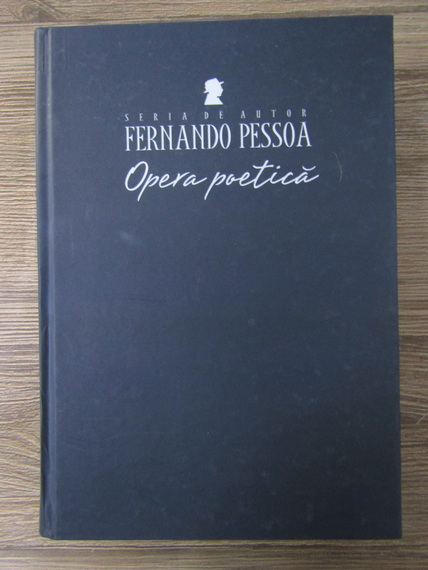 SERIA DE AUTOR
FERNANDO PESSOA
Opera poetică